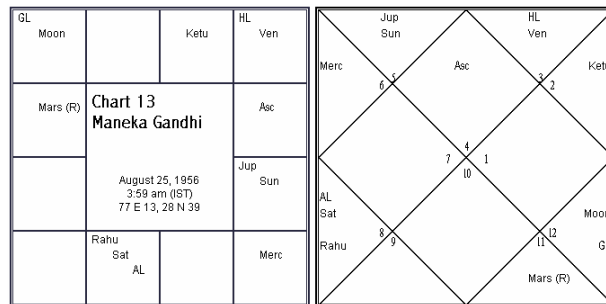 GL
Moon
Ketu
HL
Ven
Mars (R)
Chart 13
Maneka Gandhi
August 25, 1956
3:59 am (IST)
77 E 13, 28 N 39
Asc
Jup
Sun
Rahu
Sat
AL
Merc
Jup
Sun
HL
Ven
Merc
Asc
Ketu
5
6
3
2
4
7
1
10
AL
Sat
Rahu
Moon
G
8
9
12
11
Mars (R)